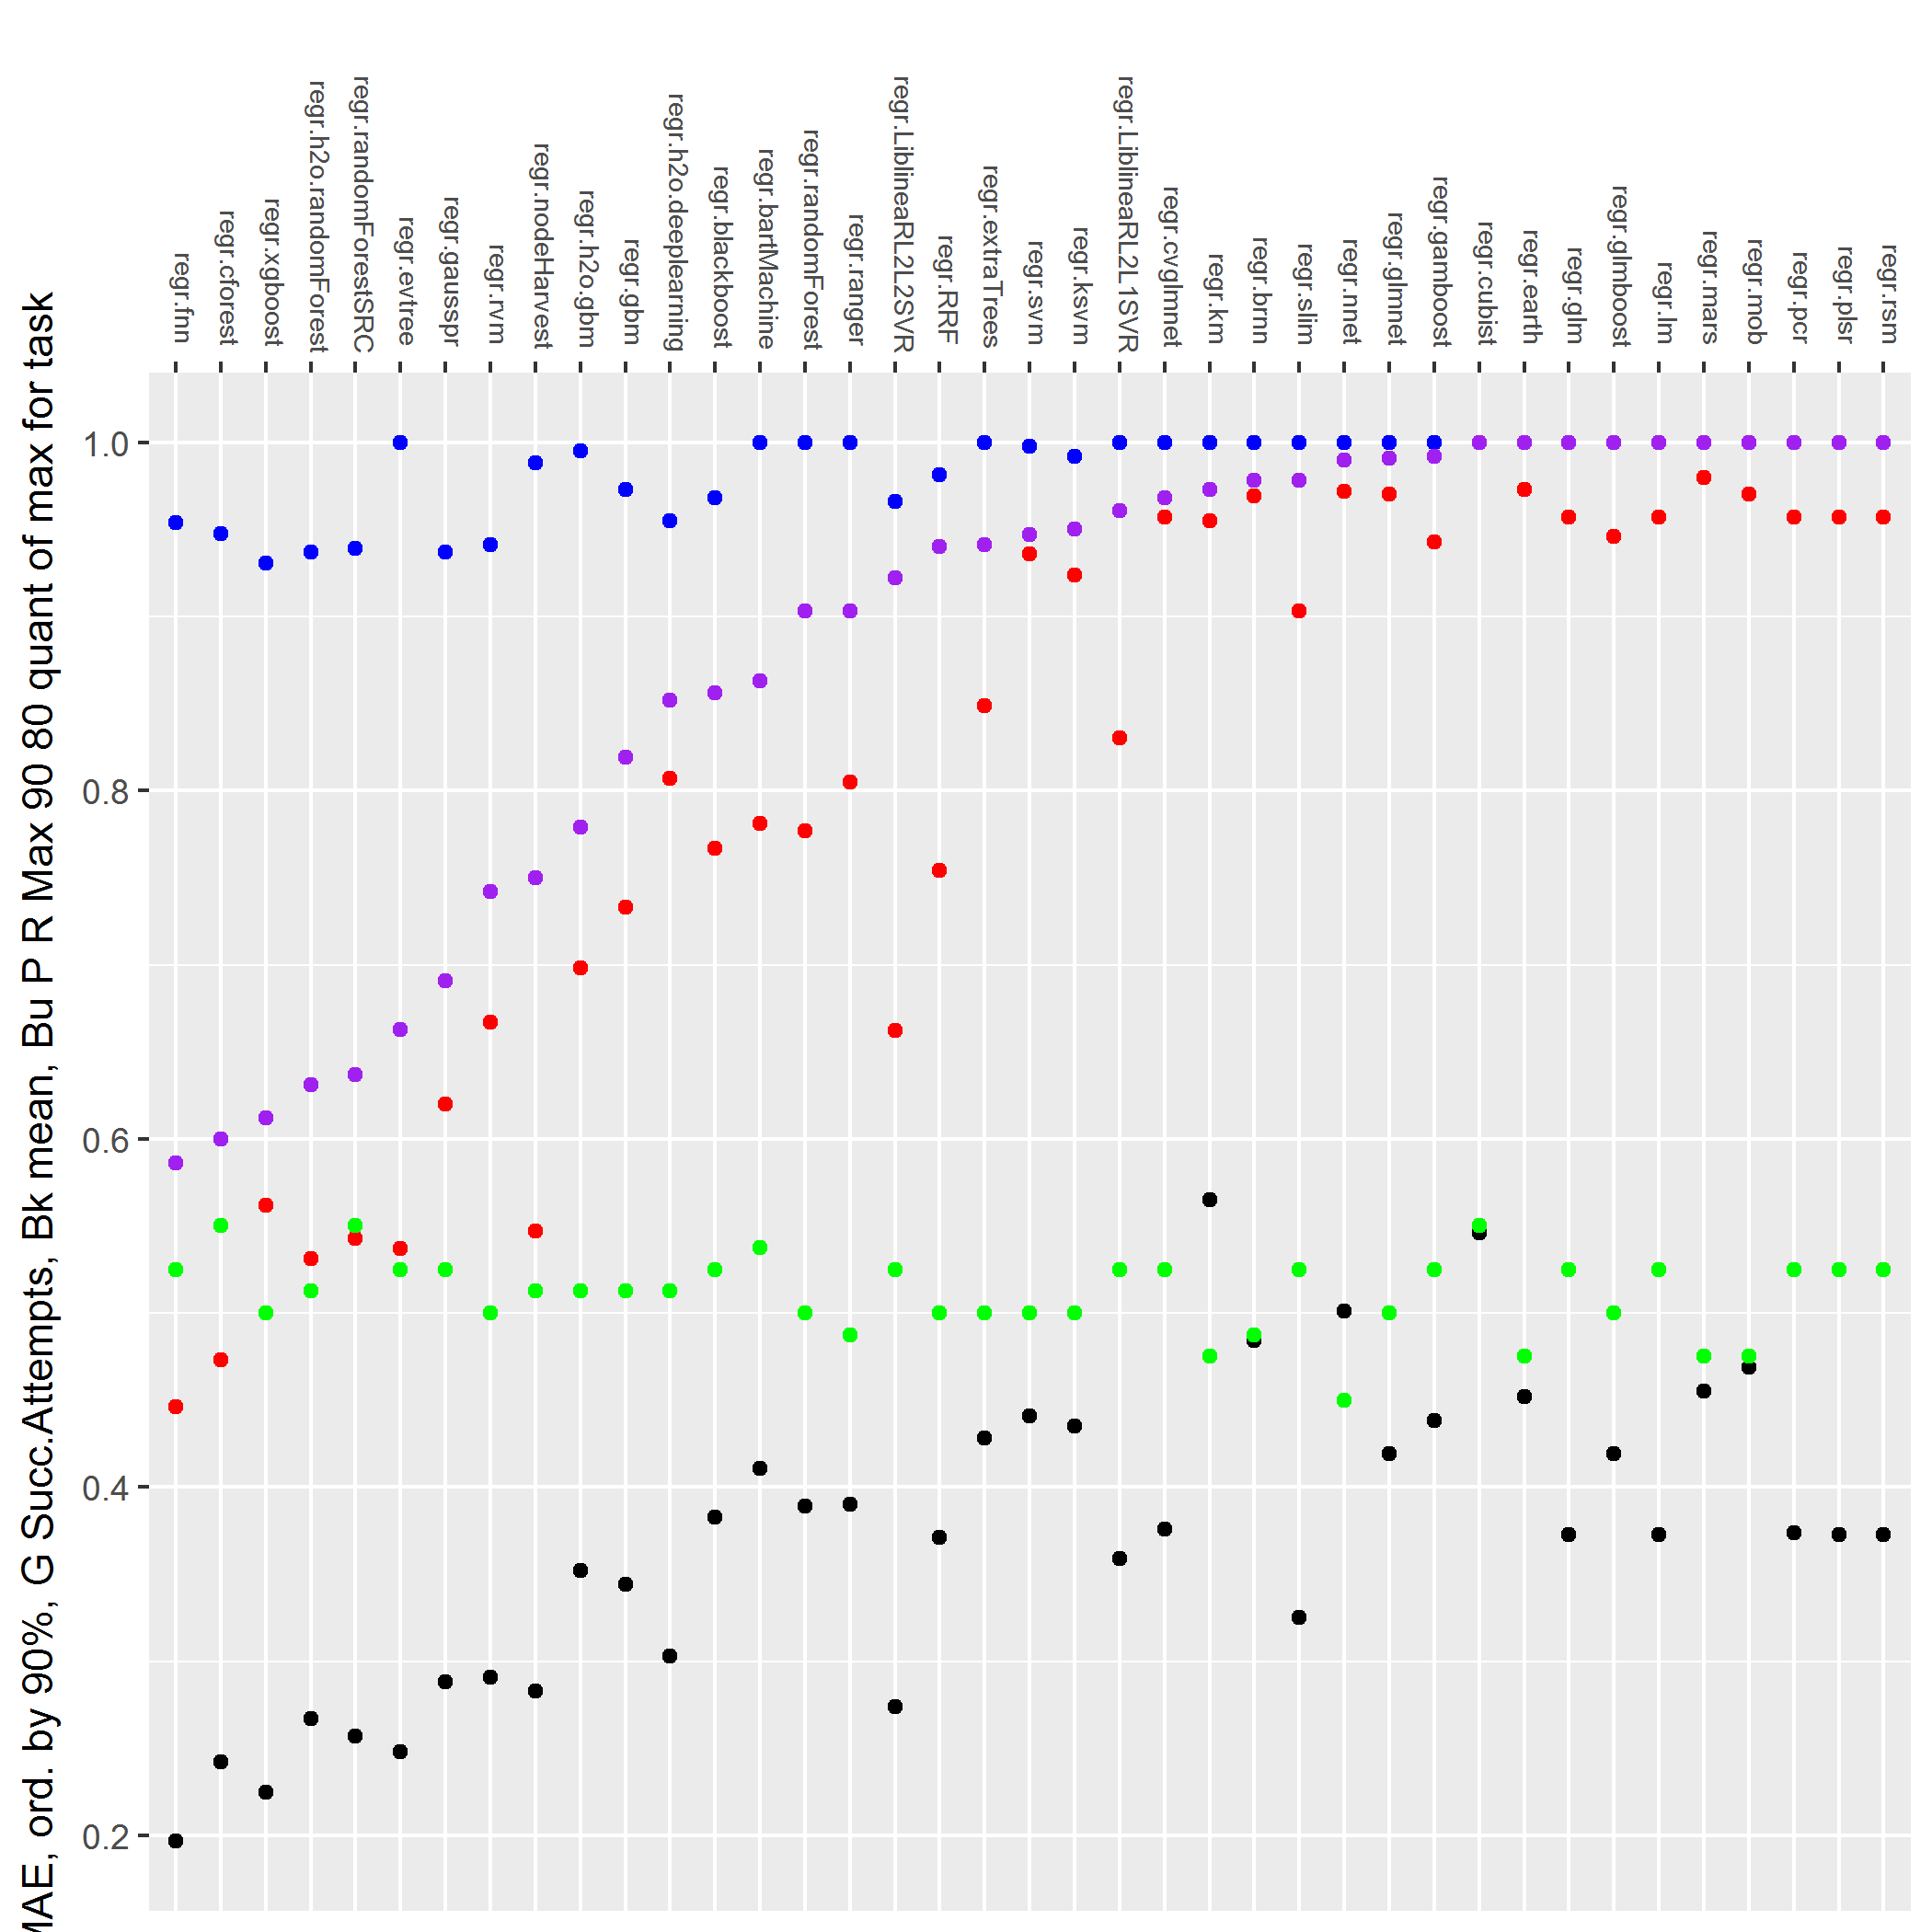 regr.fnn
regr.cforest
regr.xgboost
regr.h2o.randomForest
regr.randomForestSRC
regr.evtree
regr.gausspr
regr.rvm
regr.nodeHarvest
regr.h2o.gbm
regr.gbm
regr.h2o.deeplearning
regr.blackboost
regr.bartMachine
regr.randomForest
regr.ranger
regr.LiblineaRL2L2SVR
regr.RRF
regr.extraTrees
regr.svm
regr.ksvm
regr.LiblineaRL2L1SVR
regr.cvglmnet
regr.km
regr.brnn
regr.slim
regr.nnet
regr.glmnet
regr.gamboost
regr.cubist
regr.earth
regr.glm
regr.glmboost
regr.lm
regr.mars
regr.mob
regr.pcr
regr.plsr
regr.rsm
MAE, ord. by 90%, G Succ.Attempts, Bk mean, Bu P R Max 90 80 quant of max for task
1.0
0.8
0.6
0.4
0.2